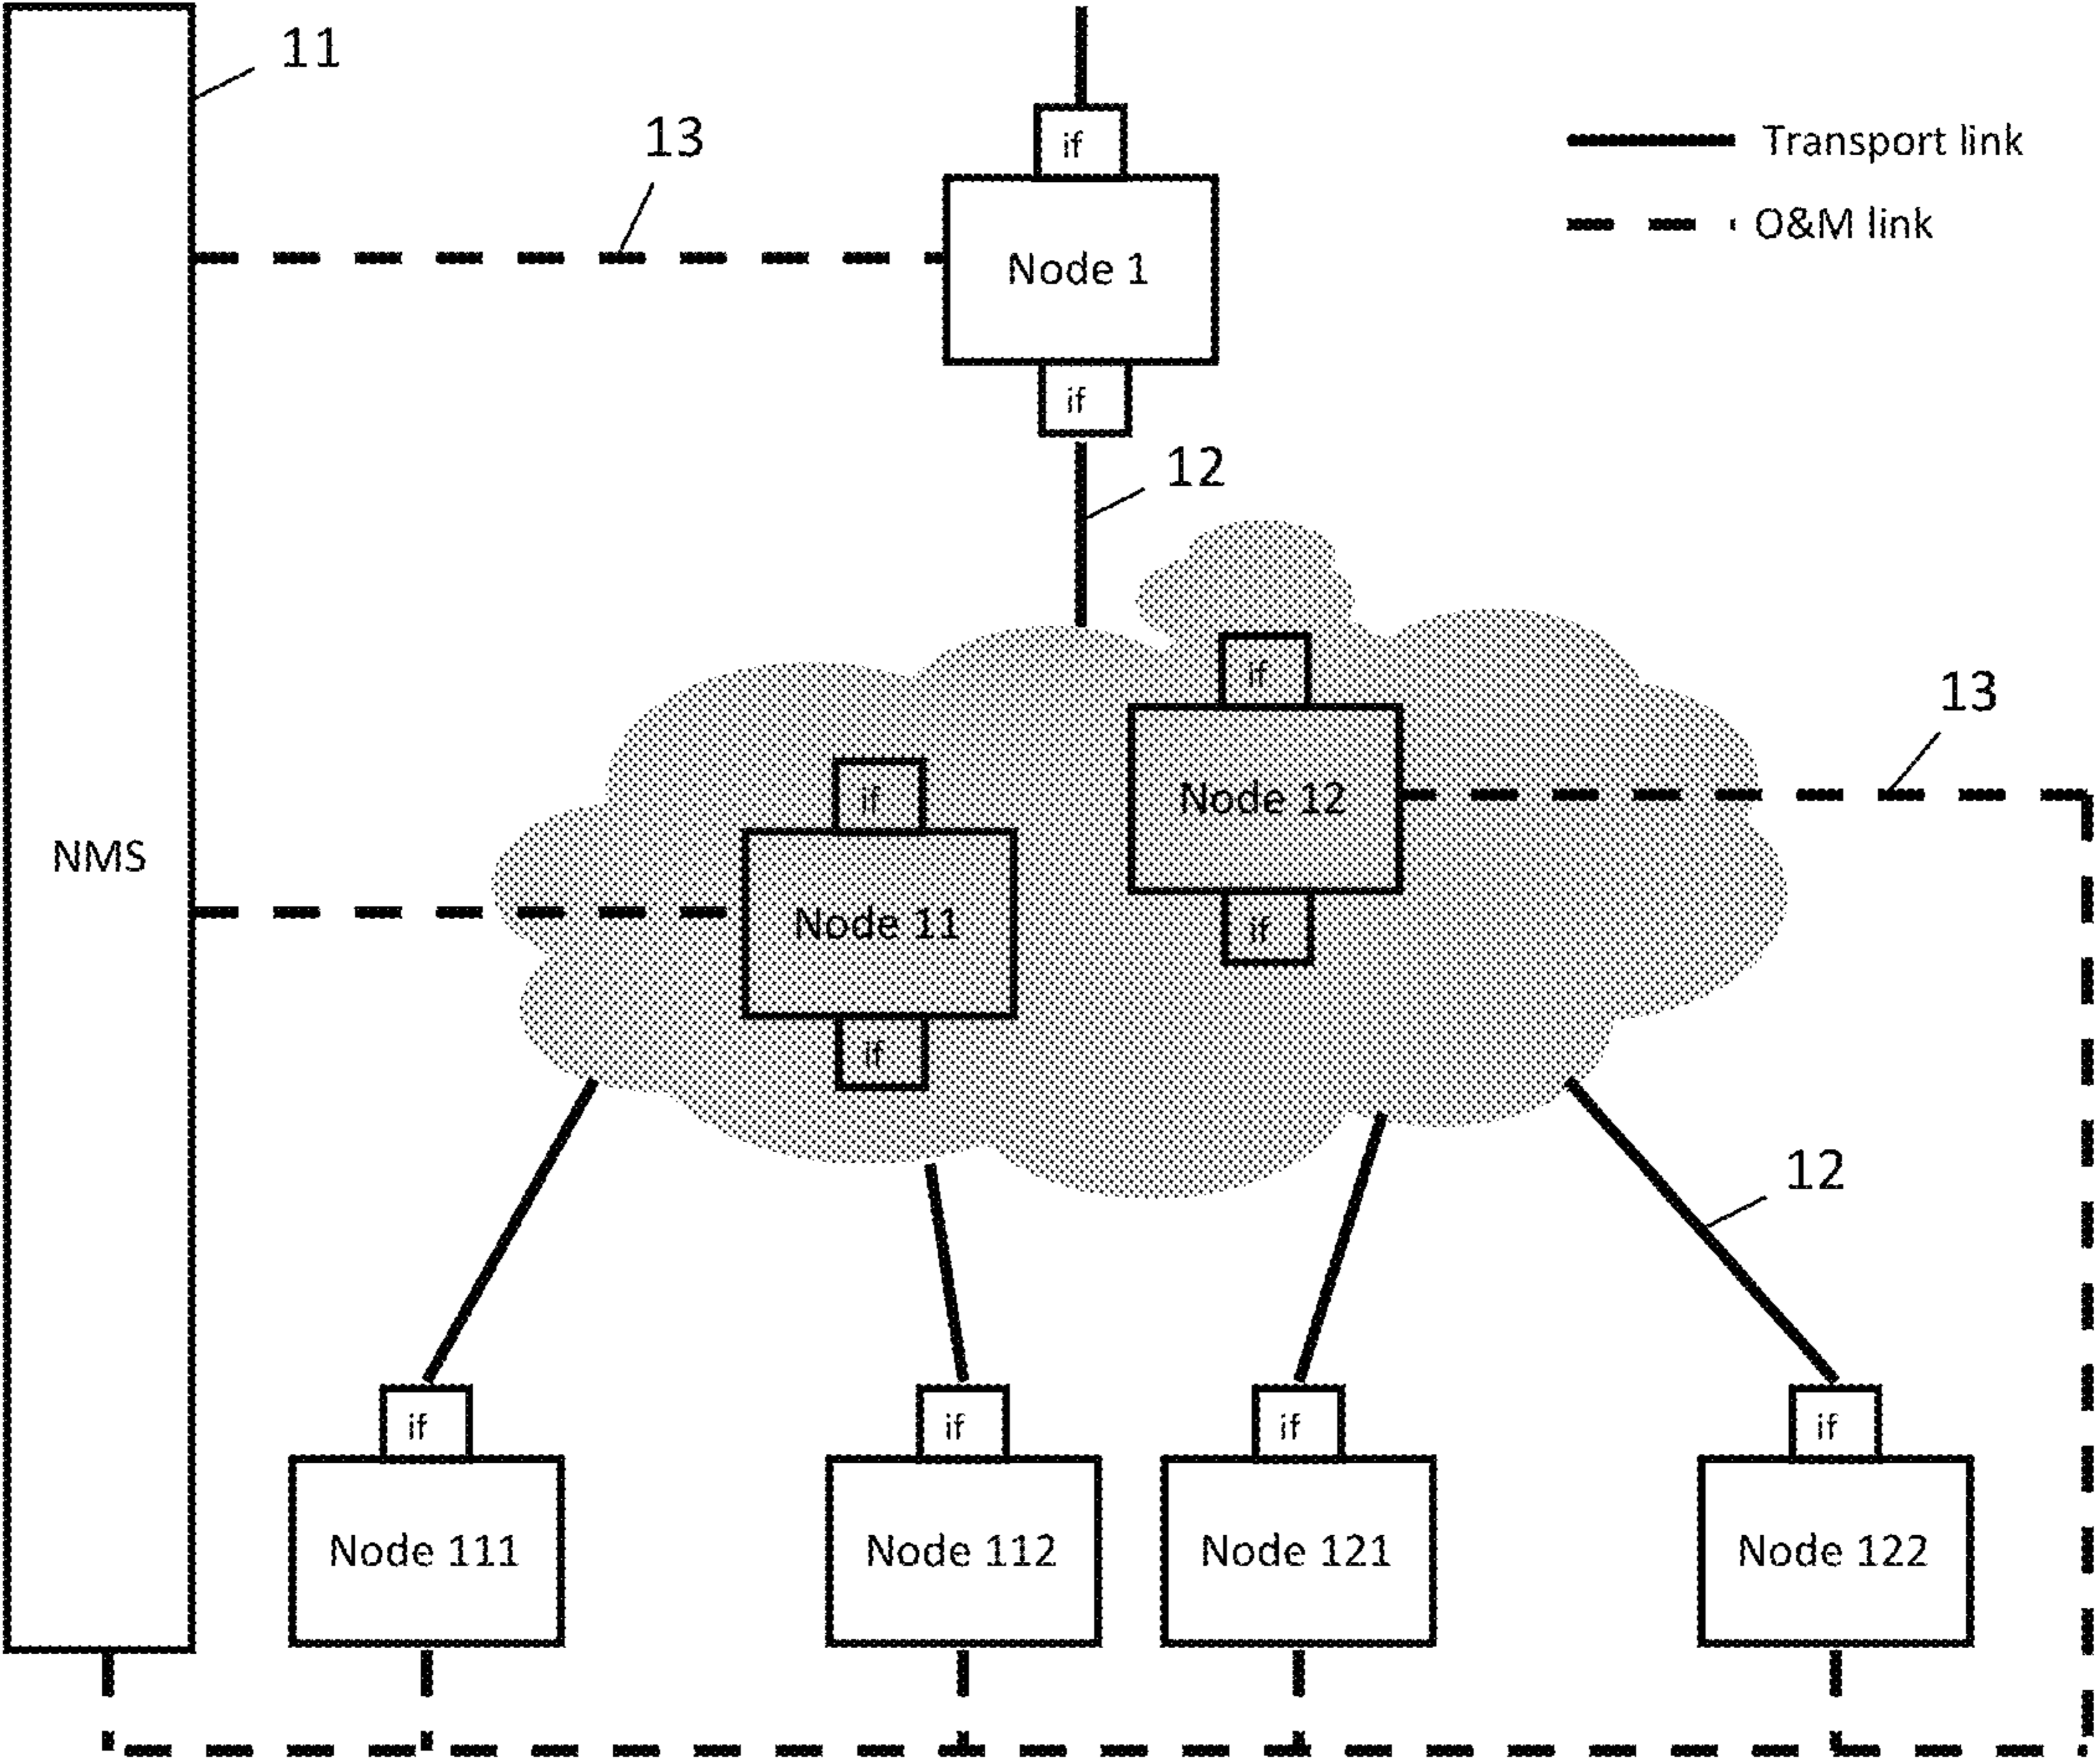 11
13
if
Transport link
O&M link
Node 1
if
12
if
13
if
Node 12
NMS
Node 11
if
if
12
if
if
if
if
Node 111
Node 112
Node 121
Node 122